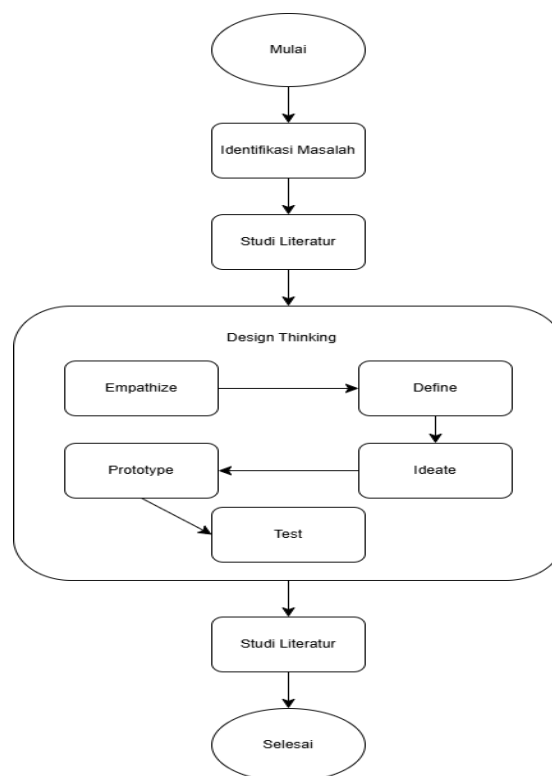 Mulai
Identifikasi Masalah
Studi Literatur
Design Thinking
Empathize
Define
Ideate
Prototype
Test
Studi Literatur
Selesai